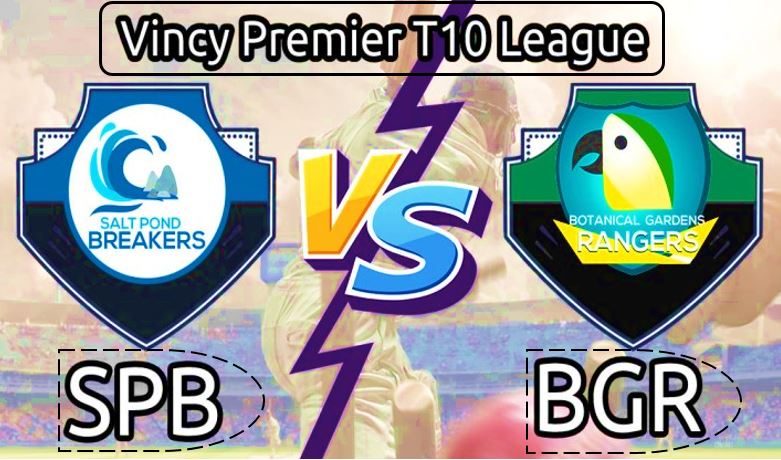 Vincy Premier T10 League
VS
SALT POND
BREAKERS
BOTANICAL GARDENS
RANGERS
SPB
BGR